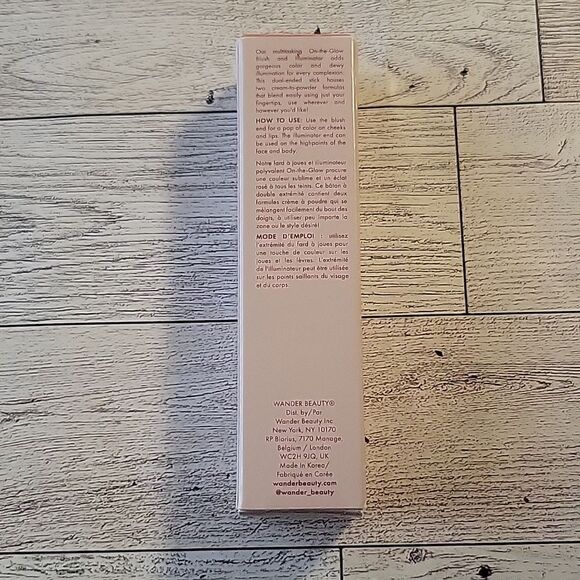 Our multitasking On-the-Glow
Blush and Illuminator adds
gorgeous color and dewy
illumination for every complexion.
This dual-ended stick houses
two cream-to-powder formulas
that blend easily using just your
fingertips, use wherever and
however you'd like!
HOW TO USE: Use the blush
end for a pop of color on cheeks
and lips. The illuminator end can
be used on the highpoints of the
face and body.
Notre fard à joues et illuminateur
polyvalent On-the-Glow procure
une couleur sublime et un éclat
rosé à tous les teints. Ce bâton à
double extrémité contient deux
formules crème à poudre qui se
mélangent facilement du bout des
doigts, à utiliser peu importe la
zone ou le style désiré!
MODE D'EMPLOI : utilisez
l'extrémité du fard à joues pour
une touche de couleur sur les
joues et les lèvres. L'extrémité
de l'illuminateur peut être utilisée
sur les points saillants du visage
et du corps.
WANDER BEAUTY®
Dist. by/Par
Wander Beauty Inc
New York, NY 10170
RP Biorius, 7170 Manage,
Belgium / London
WC2H 9JQ, UK
Made in Korea/
Fabriqué en Corée
wanderbeauty.com
@wander_beauty